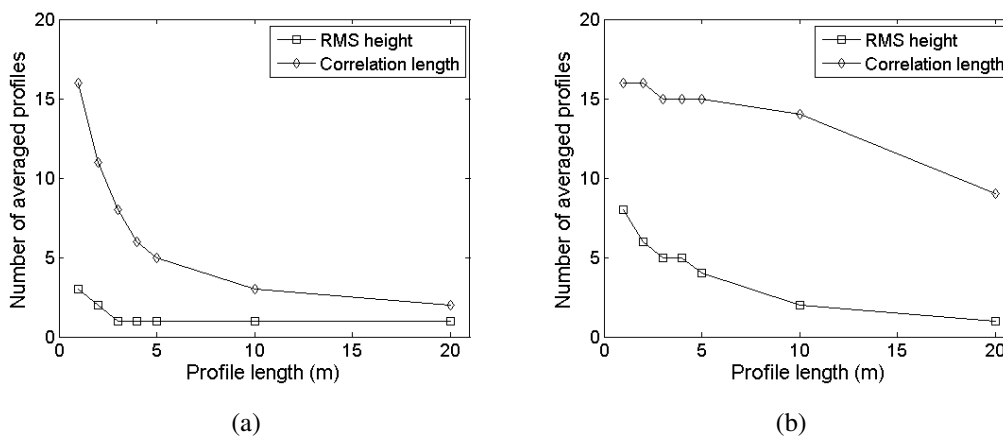 20
15
10
5
0
Number of averaged profiles
RMS height
Correlation length
0 5 10 15 20
Profile length (m)
(a)
20
15
10
5
0
Number of averaged profiles
RMS height
Correlation length
0 5 10 15 20
Profile length (m)
(b)